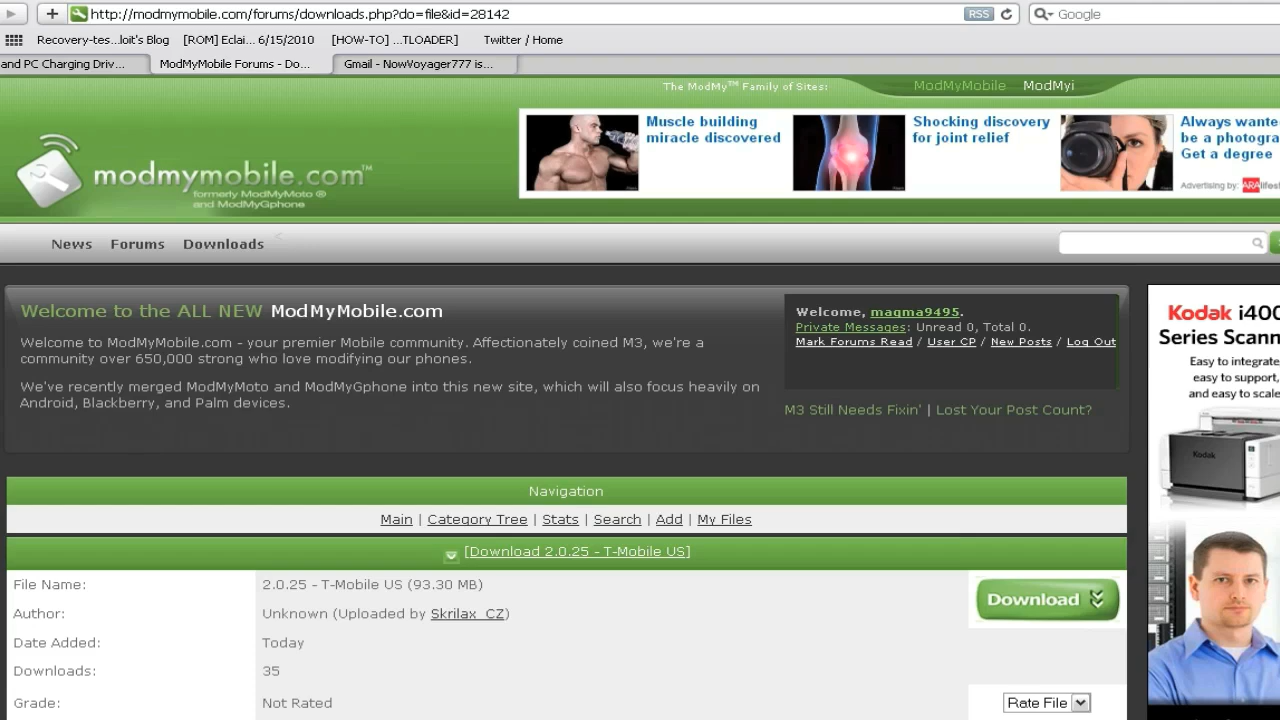 http://modmymobile.com/forums/downloads.php?do=file&id=28142
RSS
Google
Recovery-tes...loit's Blog
[ROM] Eclai... 6/15/2010
[HOW-TO] ...TLOADER]
Twitter / Home
and PC Charging Driv...
ModMyMobile Forums - Do...
Gmail - NowVoyager777 is...
The ModMy™ Family of Sites:
ModMyMobile
ModMyi
Muscle building
miracle discovered
Shocking discovery
for joint relief
Always wante
be a photogra
Get a degree
Advertising by: ARAlifest
modmymobile.com™
formerly ModMyMoto ®
and ModMyGphone
News
Forums
Downloads
Welcome to the ALL NEW ModMyMobile.com
Welcome to ModMyMobile.com - your premier Mobile community. Affectionately coined M3, we're a
community over 650,000 strong who love modifying our phones.
We've recently merged ModMyMoto and ModMyGphone into this new site, which will also focus heavily on
Android, Blackberry, and Palm devices.
Welcome, magma9495.
Private Messages: Unread 0, Total 0.
Mark Forums Read / User CP / New Posts / Log Out
M3 Still Needs Fixin' | Lost Your Post Count?
Kodak i400
Series Scann
Easy to integrate,
easy to support,
and easy to scale
Kodak
Navigation
Main | Category Tree | Stats | Search | Add | My Files
[Download 2.0.25 - T-Mobile US]
File Name:
2.0.25 - T-Mobile US (93.30 MB)
Download
Author:
Unknown (Uploaded by Skrilax_CZ)
Date Added:
Today
Downloads:
35
Grade:
Not Rated
Rate File